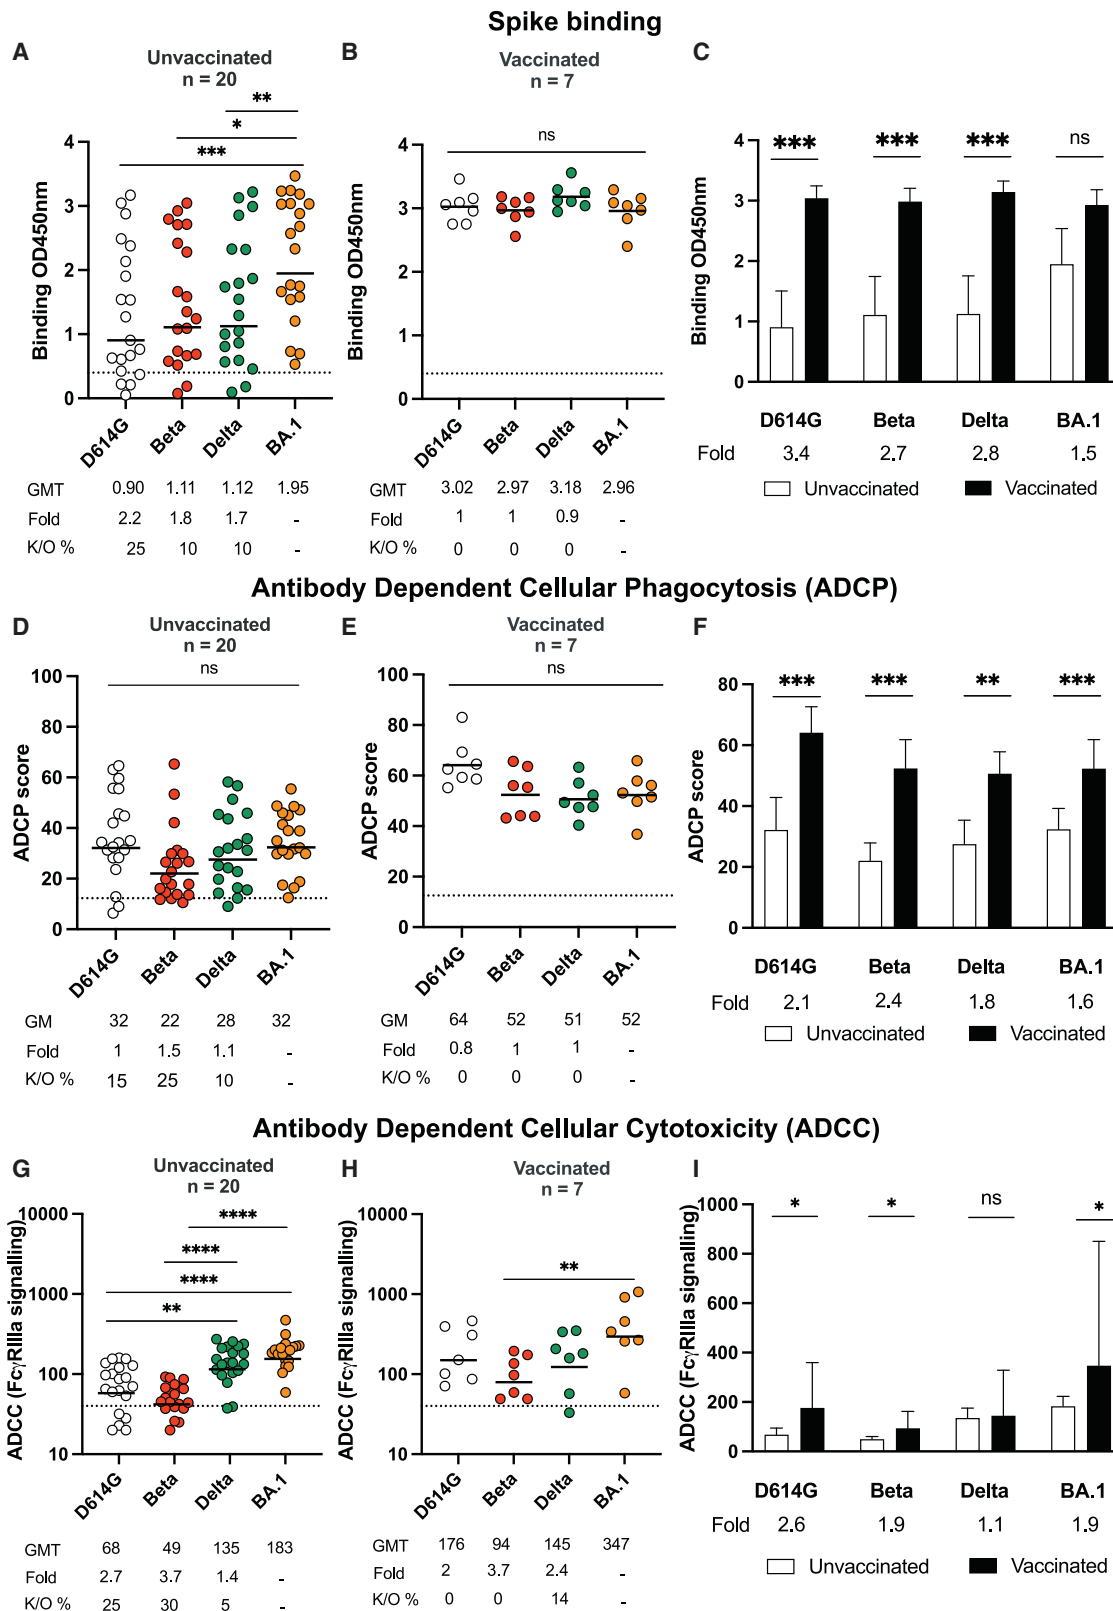 Spike binding
A
Unvaccinated
n = 20
**
*
***
Binding OD450nm
4
3
2
1
0
D614G
Beta
Delta
BA.1
GMT 0.90 1.11 1.12 1.95
Fold 2.2 1.8 1.7 -
K/O % 25 10 10 -
B
Vaccinated
n = 7
ns
Binding OD450nm
4
3
2
1
0
D614G
Beta
Delta
BA.1
GMT 3.02 2.97 3.18 2.96
Fold 1 1 0.9 -
K/O % 0 0 0 -
C
*** *** *** ns
Binding OD450nm
4
3
2
1
0
D614G Beta Delta BA.1
Fold 3.4 2.7 2.8 1.5
Unvaccinated Vaccinated
Antibody Dependent Cellular Phagocytosis (ADCP)
D
Unvaccinated
n = 20
ns
ADCP score
100
80
60
40
20
0
D614G
Beta
Delta
BA.1
GM 32 22 28 32
Fold 1 1.5 1.1 -
K/O % 15 25 10 -
E
Vaccinated
n = 7
ns
ADCP score
100
80
60
40
20
0
D614G
Beta
Delta
BA.1
GM 64 52 51 52
Fold 0.8 1 1 -
K/O % 0 0 0 -
F
*** *** ** ***
ADCP score
80
60
40
20
0
D614G Beta Delta BA.1
Fold 2.1 2.4 1.8 1.6
Unvaccinated Vaccinated
Antibody Dependent Cellular Cytotoxicity (ADCC)
G
Unvaccinated
n = 20
****
****
****
**
ADCC (FcγRIIIa signalling)
10000
1000
100
10
D614G
Beta
Delta
BA.1
GMT 68 49 135 183
Fold 2.7 3.7 1.4 -
K/O % 25 30 5 -
H
Vaccinated
n = 7
**
ADCC (FcγRIIIa signalling)
10000
1000
100
10
D614G
Beta
Delta
BA.1
GMT 176 94 145 347
Fold 2 3.7 2.4 -
K/O % 0 0 14 -
I
* * ns *
ADCC (FcγRIIIa signalling)
1000
800
600
400
200
0
D614G Beta Delta BA.1
Fold 2.6 1.9 1.1 1.9
Unvaccinated Vaccinated